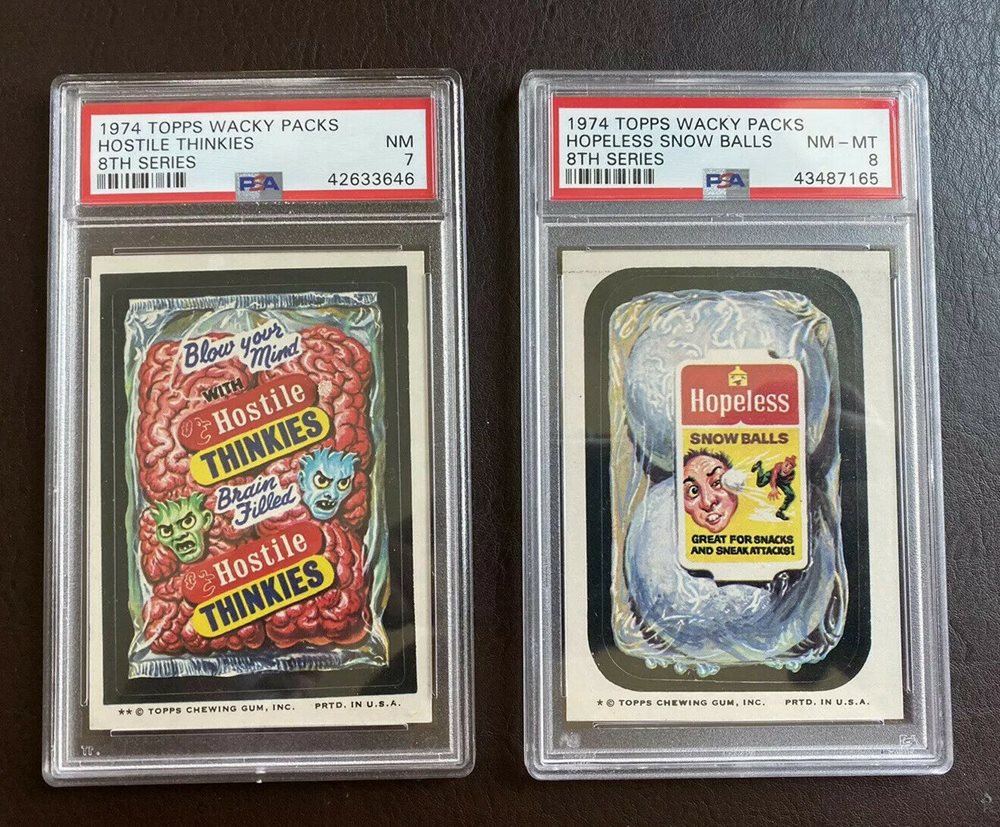 1974 TOPPS WACKY PACKS
HOSTILE THINKIES NM
8TH SERIES 7
PSA 42633646
Blow your
Mind
WITH
Hostile
THINKIES
Brain
Filled
Hostile
THINKIES
** © TOPPS CHEWING GUM, INC. PRTD. IN U.S.A.
1974 TOPPS WACKY PACKS
HOPELESS SNOW BALLS NM - MT
8TH SERIES 8
PSA 43487165
Hopeless
SNOW BALLS
GREAT FOR SNACKS
AND SNEAK ATTACKS!
* © TOPPS CHEWING GUM, INC. PRTD. IN U.S.A.